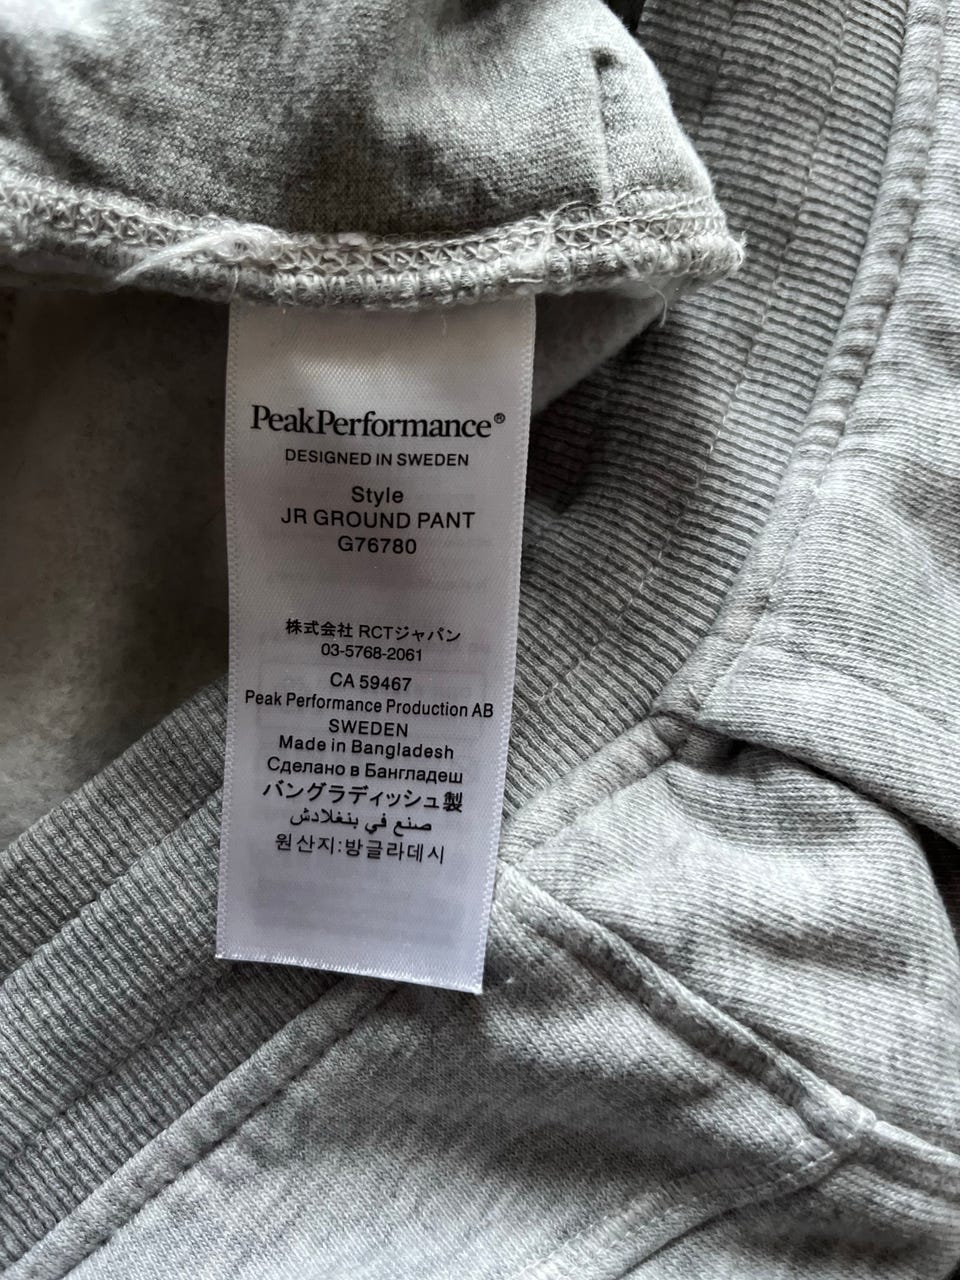 PeakPerformance®
DESIGNED IN SWEDEN
Style
JR GROUND PANT
G76780
株式会社 RCTジャパン
03-5768-2061
CA 59467
Peak Performance Production AB
SWEDEN
Made in Bangladesh
Сделано в Бангладеш
バングラディッシュ製
صنع في بنغلادش
원산지:방글라데시